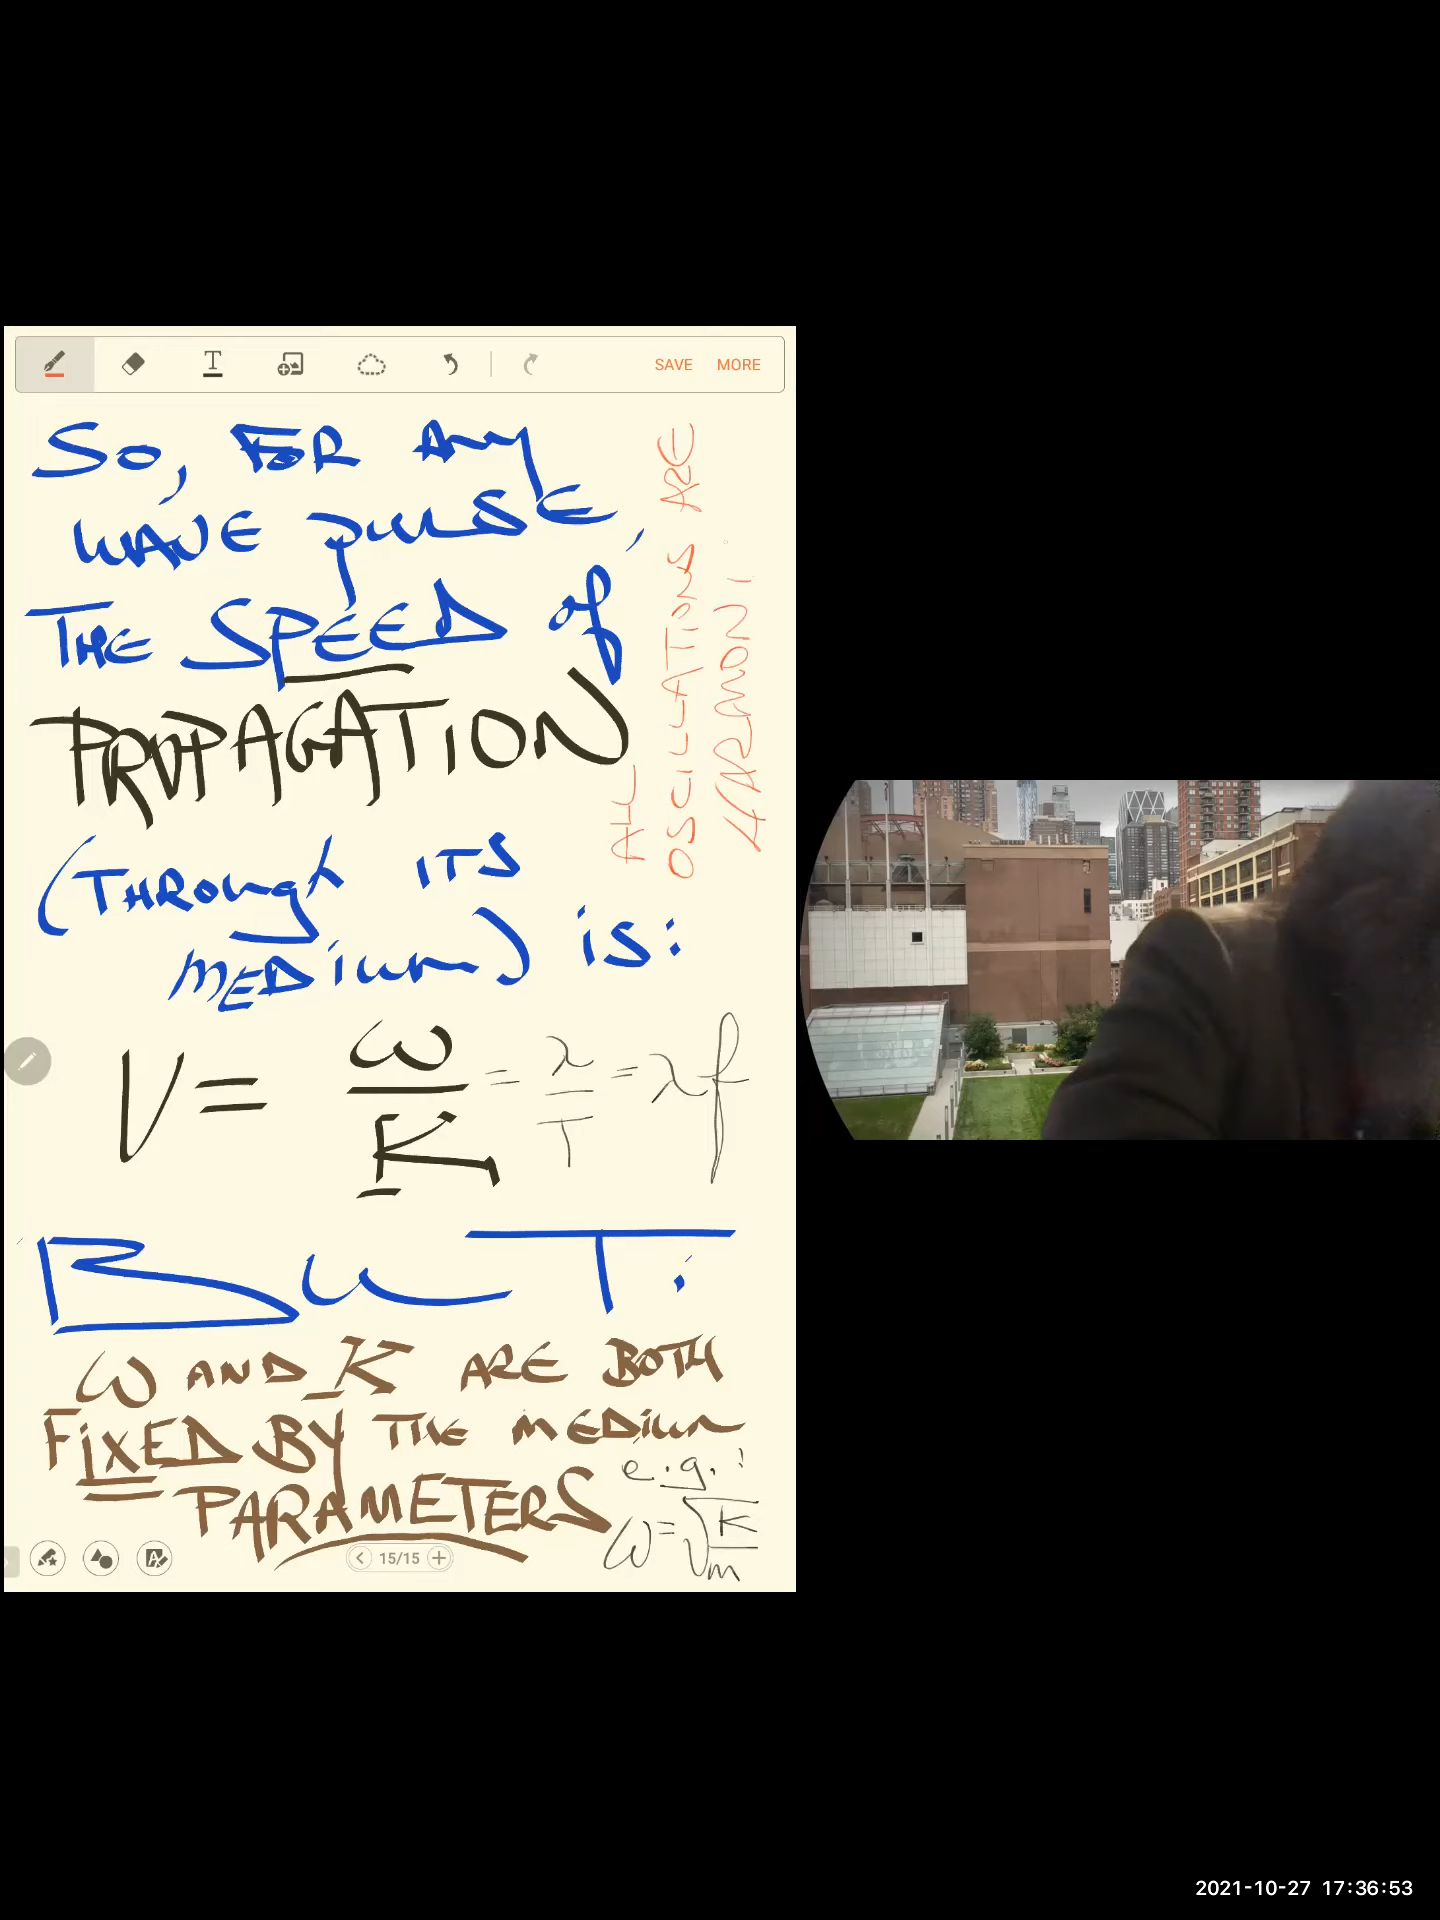 T
SAVE MORE
So, FOR Any
WAVE pulse,
THE SPEED of
PROPAGATION
(THROugh ITS
MEDium) is:
V = ω/K = λ/T = λf
BuT:
ω AND K ARE BOTH
FixED By THE MEDium
PARAMETERS
e.g.:
ω = √K/m
ALL
OSCILLATIONS ARE
15/15
2021-10-27 17:36:53